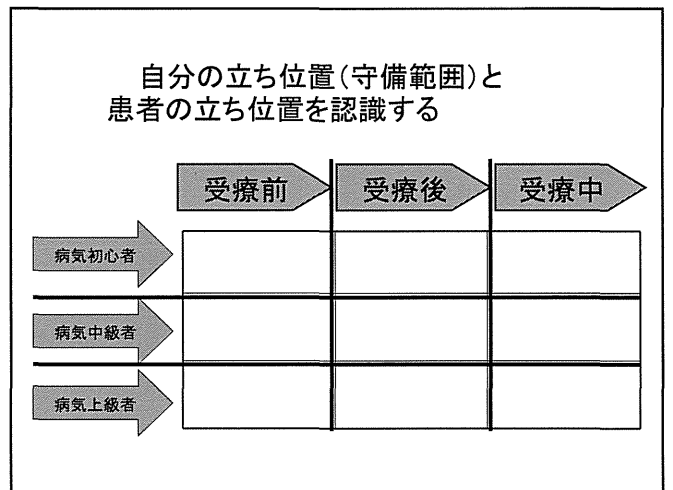 自分の立ち位置(守備範囲)と
患者の立ち位置を認識する
受療前 受療後 受療中
病気初心者
病気中級者
病気上級者